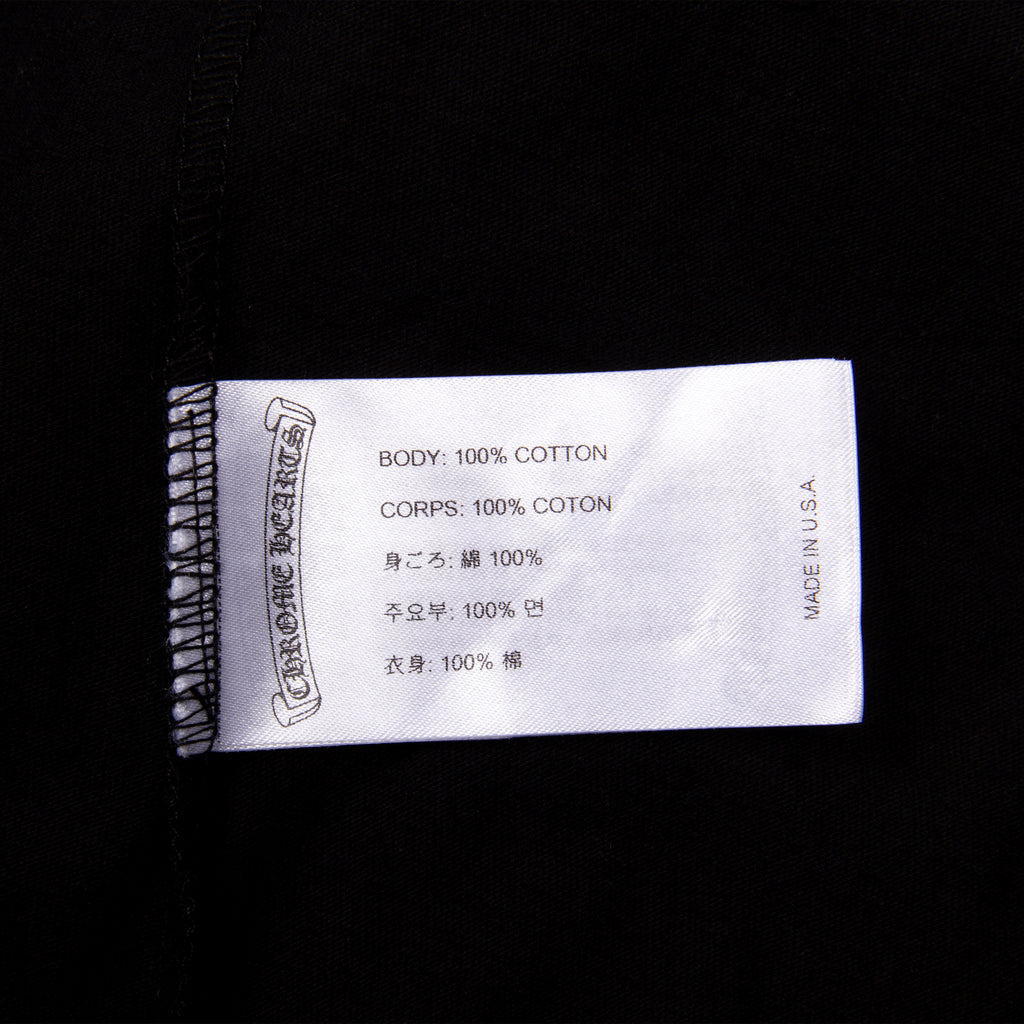 CHROME HEARTS
BODY: 100% COTTON
CORPS: 100% COTON
身ごろ: 綿 100%
주요부: 100% 면
衣身: 100% 棉
MADE IN U.S.A.